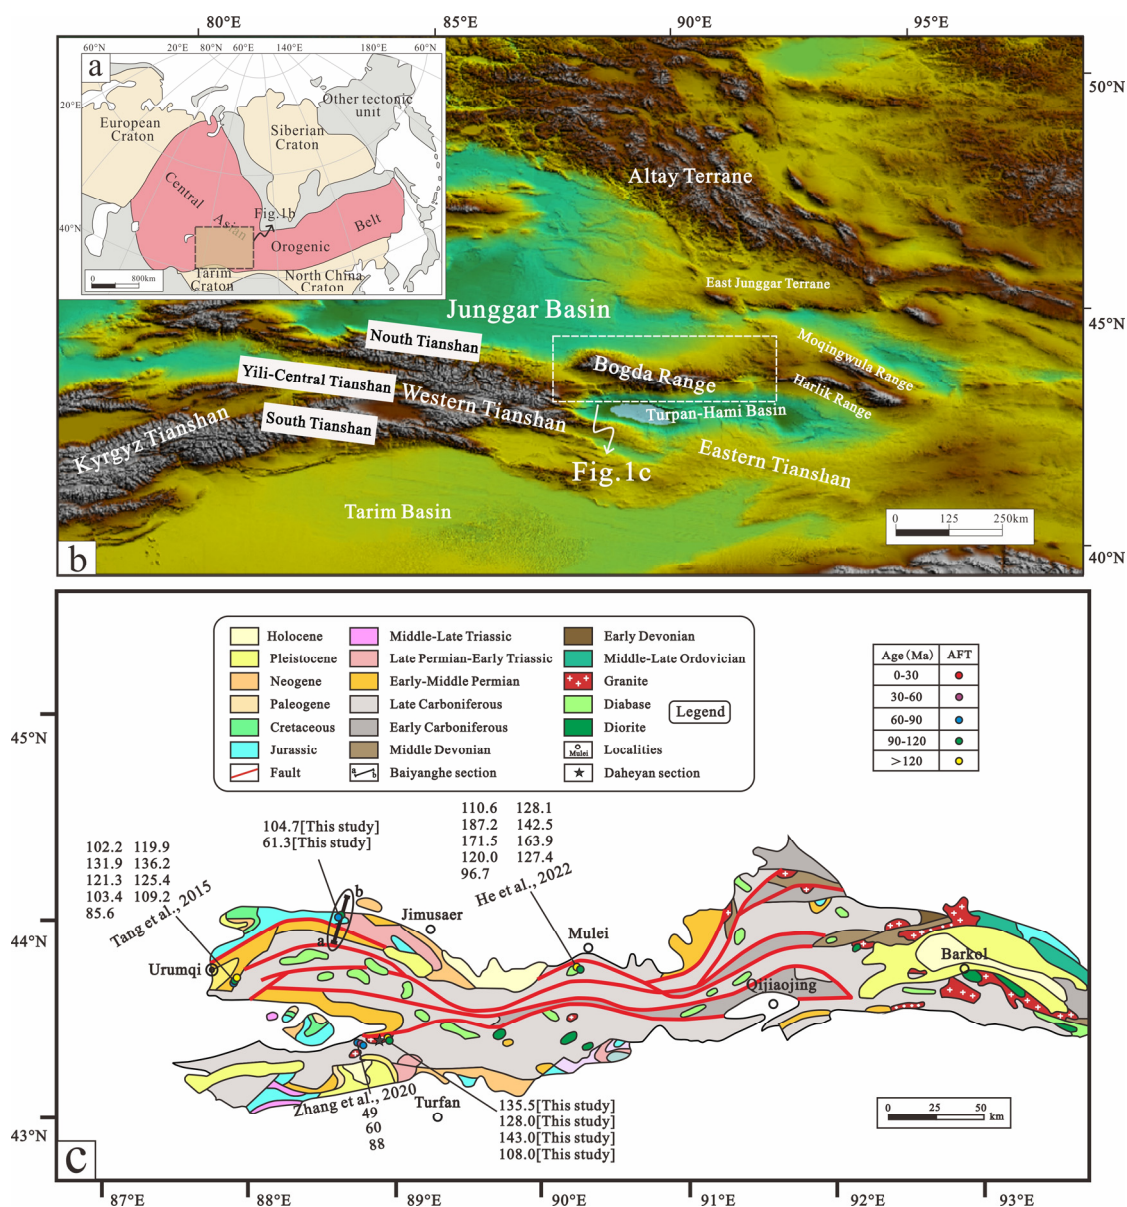 80°E
85°E
90°E
95°E
60°N
20°E
80°N
60°E
140°E
180°E
60°N
a
20°E
40°N
European
Craton
Siberian
Craton
Other tectonic
unit
Central
Asian
Orogenic
Belt
Fig.1b
Tarim
Craton
North China
Craton
0
800km
50°N
45°N
40°N
Altay Terrane
East Junggar Terrane
Junggar Basin
Nouth Tianshan
Bogda Range
Moqingwula Range
Harlik Range
Yili-Central Tianshan
Western Tianshan
Turpan-Hami Basin
South Tianshan
Kyrgyz Tianshan
Eastern Tianshan
Fig.1c
Tarim Basin
0
125
250km
b
Holocene
Pleistocene
Neogene
Paleogene
Cretaceous
Jurassic
Fault
Middle-Late Triassic
Late Permian-Early Triassic
Early-Middle Permian
Late Carboniferous
Early Carboniferous
Middle Devonian
a b
Baiyanghe section
Early Devonian
Middle-Late Ordovician
Granite
Diabase
Diorite
Mulei
Localities
Daheyan section
Legend
Age(Ma) AFT
0-30
30-60
60-90
90-120
>120
45°N
44°N
43°N
102.2 119.9
131.9 136.2
121.3 125.4
103.4 109.2
85.6
Tang et al., 2015
104.7[This study]
61.3[This study]
110.6 128.1
187.2 142.5
171.5 163.9
120.0 127.4
96.7
He et al., 2022
b
a
Jimusaer
Mulei
Urumqi
Qijiaojing
Barkol
Zhang et al., 2020
49
60
88
Turfan
135.5[This study]
128.0[This study]
143.0[This study]
108.0[This study]
0
25
50
km
c
87°E
88°E
89°E
90°E
91°E
92°E
93°E